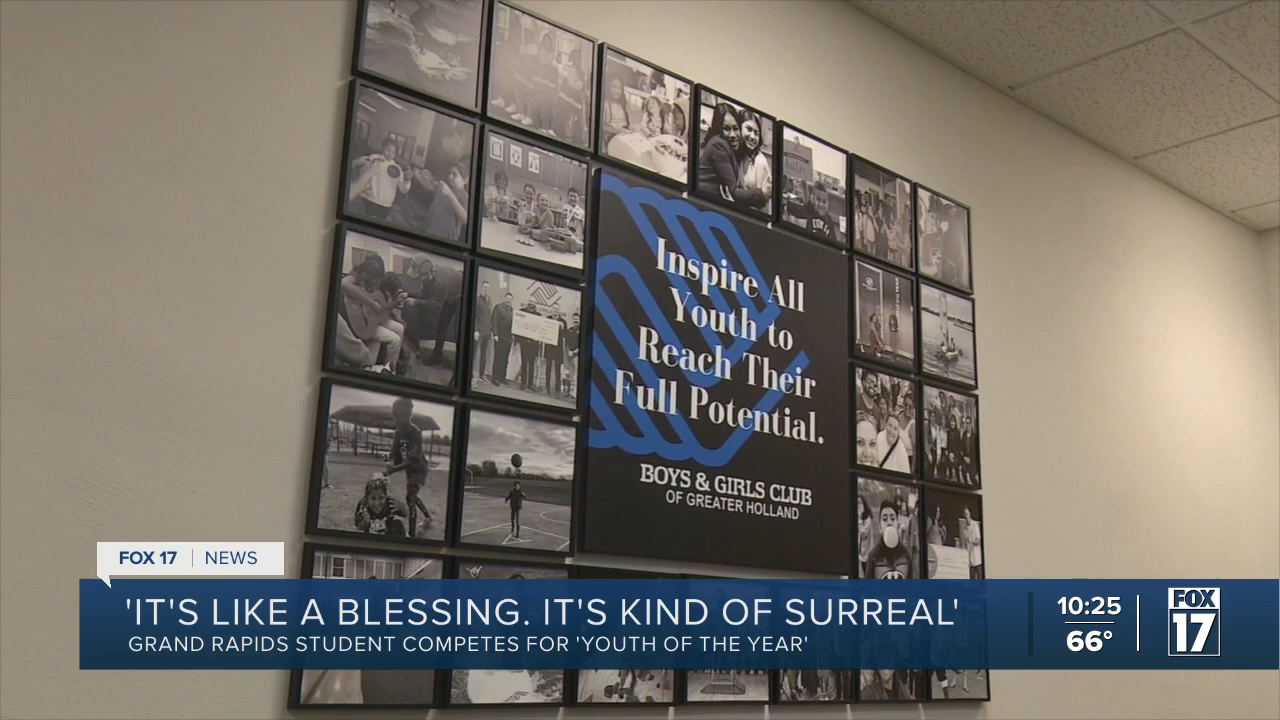 Inspire All
Youth to
Reach Their
Full Potential.
BOYS & GIRLS CLUB
OF GREATER HOLLAND
FOX 17 | NEWS
'IT'S LIKE A BLESSING. IT'S KIND OF SURREAL'
GRAND RAPIDS STUDENT COMPETES FOR 'YOUTH OF THE YEAR'
10:25
66°
FOX
17